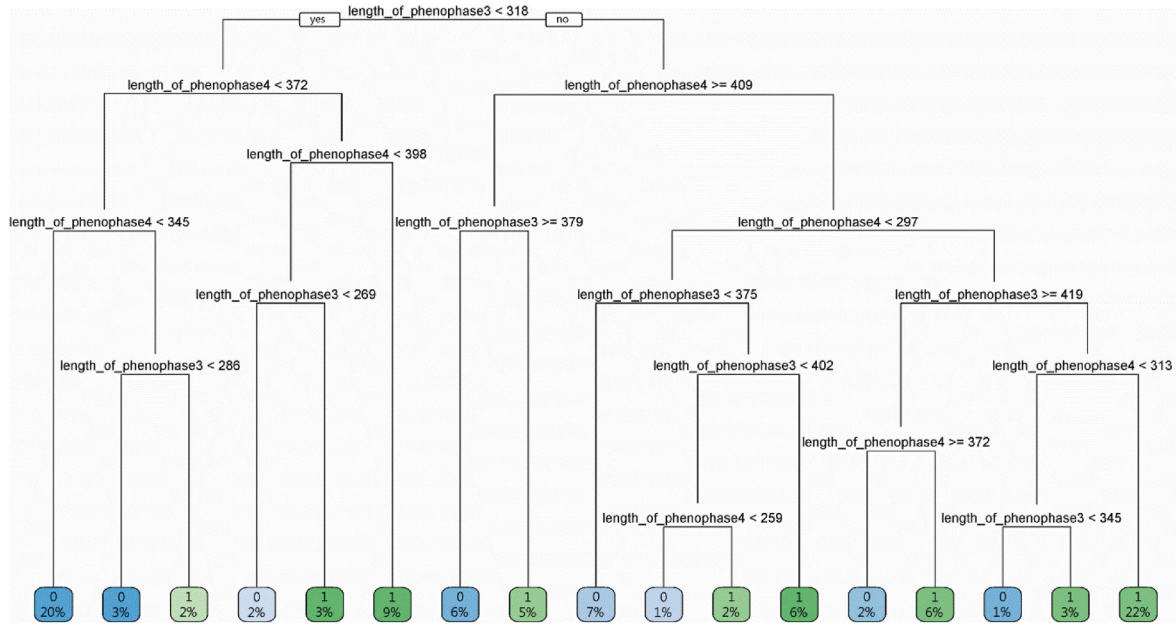 length_of_phenophase3 < 318
yes
no
length_of_phenophase4 < 372
length_of_phenophase4 >= 409
length_of_phenophase4 < 398
length_of_phenophase4 < 345
length_of_phenophase3 >= 379
length_of_phenophase4 < 297
length_of_phenophase3 < 269
length_of_phenophase3 < 375
length_of_phenophase3 >= 419
length_of_phenophase3 < 286
length_of_phenophase3 < 402
length_of_phenophase4 < 313
length_of_phenophase4 >= 372
length_of_phenophase4 < 259
length_of_phenophase3 < 345
0
20%
0
3%
1
2%
0
2%
1
3%
1
9%
0
6%
1
5%
0
7%
0
1%
1
2%
1
6%
0
2%
1
6%
0
1%
1
3%
1
22%